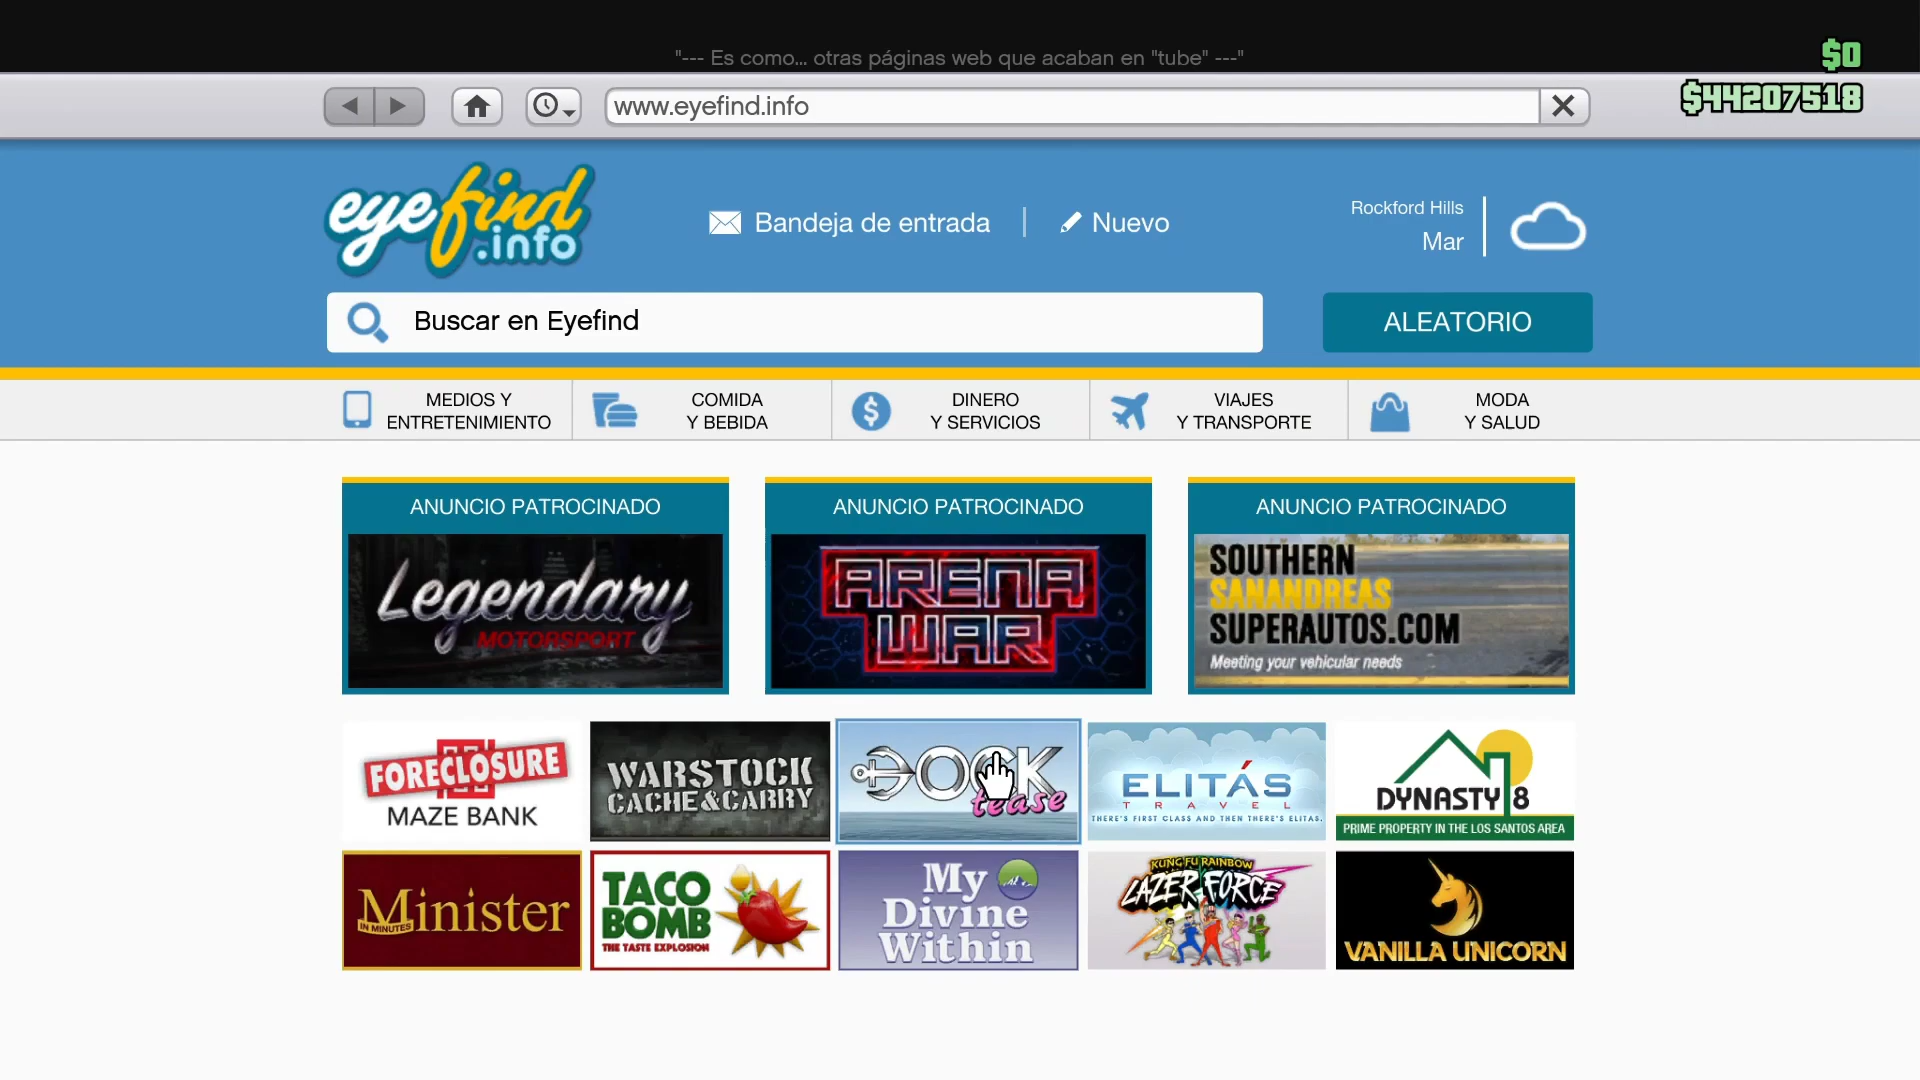 "--- Es como... otras páginas web que acaban en "tube" ---"
$0
www.eyefind.info
$44207518
eyefind
.info
Bandeja de entrada
Nuevo
Rockford Hills
Mar
Buscar en Eyefind
ALEATORIO
MEDIOS Y
ENTRETENIMIENTO
COMIDA
Y BEBIDA
DINERO
Y SERVICIOS
VIAJES
Y TRANSPORTE
MODA
Y SALUD
ANUNCIO PATROCINADO
Legendary
MOTORSPORT
ANUNCIO PATROCINADO
ARENA
WAR
ANUNCIO PATROCINADO
SOUTHERN
SANANDREAS
SUPERAUTOS.COM
Meeting your vehicular needs
FORECLOSURE
MAZE BANK
WARSTOCK
CACHE&CARRY
DOCK
tease
ELITÁS
TRAVEL
THERE'S FIRST CLASS AND THEN THERE'S ELITAS.
DYNASTY 8
PRIME PROPERTY IN THE LOS SANTOS AREA
Minister
IN MINUTES
TACO
BOMB
THE TASTE EXPLOSION
My
Divine
Within
KUNG FU RAINBOW
LAZER FORCE
VANILLA UNICORN